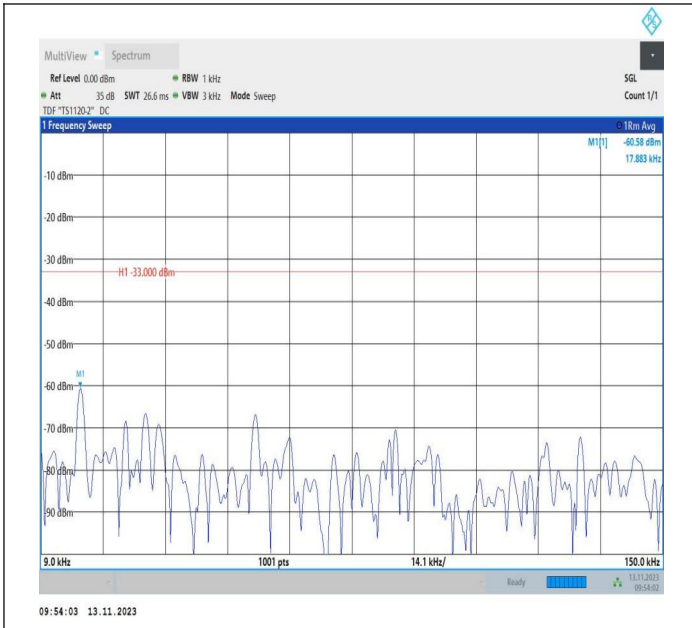 R&S
MultiView Spectrum
Ref Level 0.00 dBm RBW 1 kHz SGL
Att 35 dB SWT 26.6 ms VBW 3 kHz Mode Sweep Count 1/1
TDF "TS1120-2" DC
1 Frequency Sweep 1Rm Avg
M1[1] -60.58 dBm
17.883 kHz
-10 dBm
-20 dBm
-30 dBm
H1 -33.000 dBm
-40 dBm
-50 dBm
M1
-60 dBm
-70 dBm
-80 dBm
-90 dBm
9.0 kHz 1001 pts 14.1 kHz/ 150.0 kHz
Ready 13.11.2023
09:54:02
09:54:03 13.11.2023